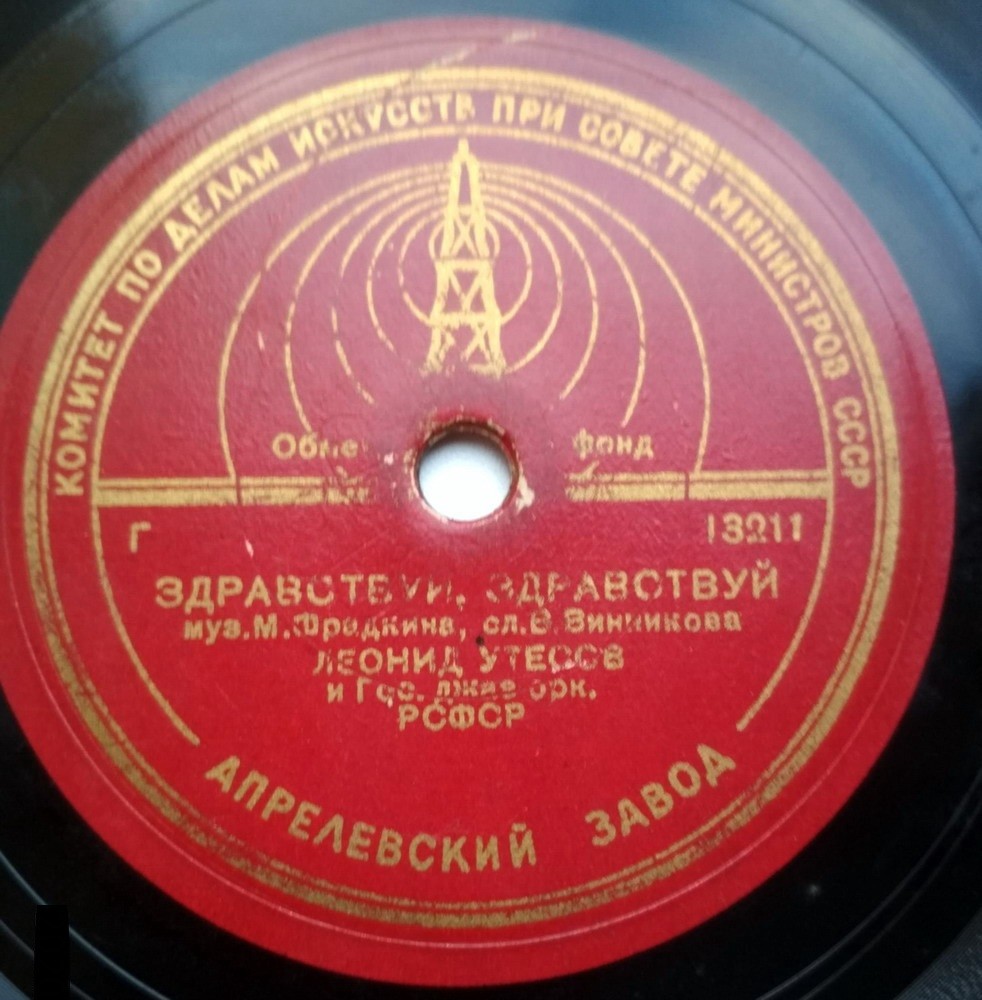 КОМИТЕТ ПО ДЕЛАМ ИСКУССТВ ПРИ СОВЕТЕ МИНИСТРОВ СССР
фонд
Г 13211
ЗДРАВСТВУЙ, ЗДРАВСТВУЙ
муз.М.Фрадкина, сл.В.Винникова
ЛЕОНИД УТЕСОВ
и Гос. джаз орк.
РСФСР
АПРЕЛЕВСКИЙ ЗАВОД